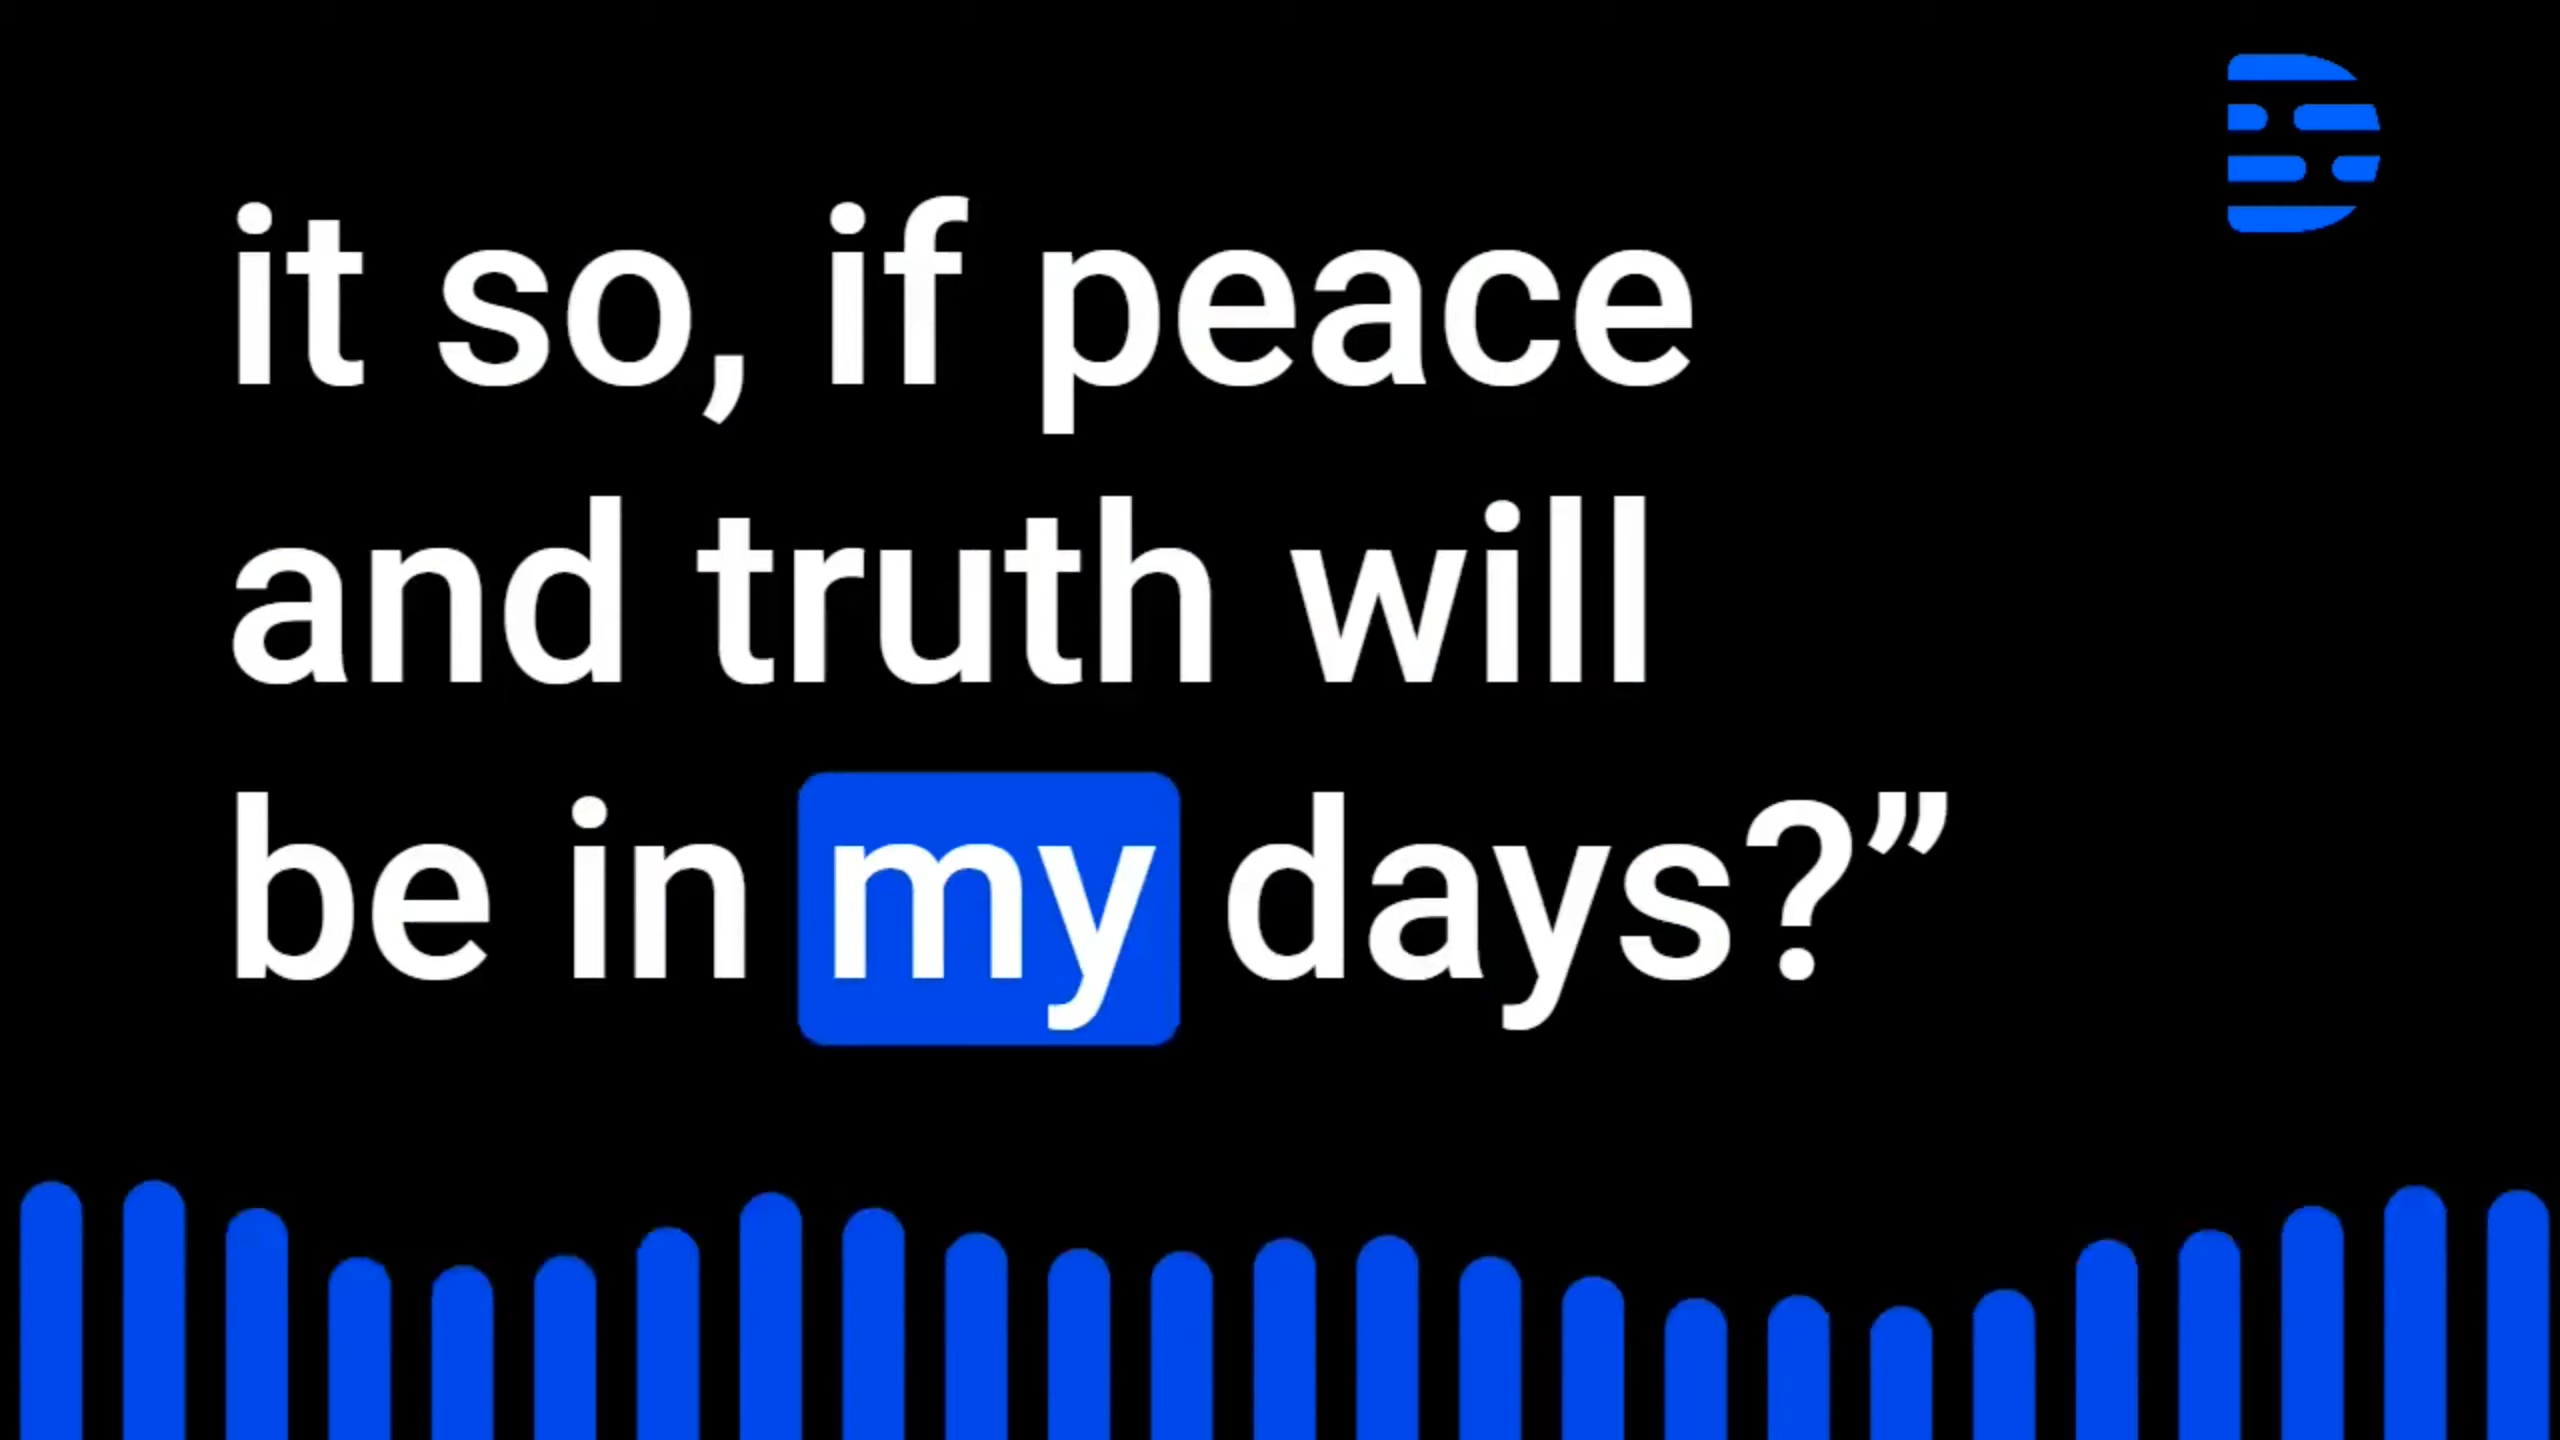 it so, if peace
and truth will
be in my days?”